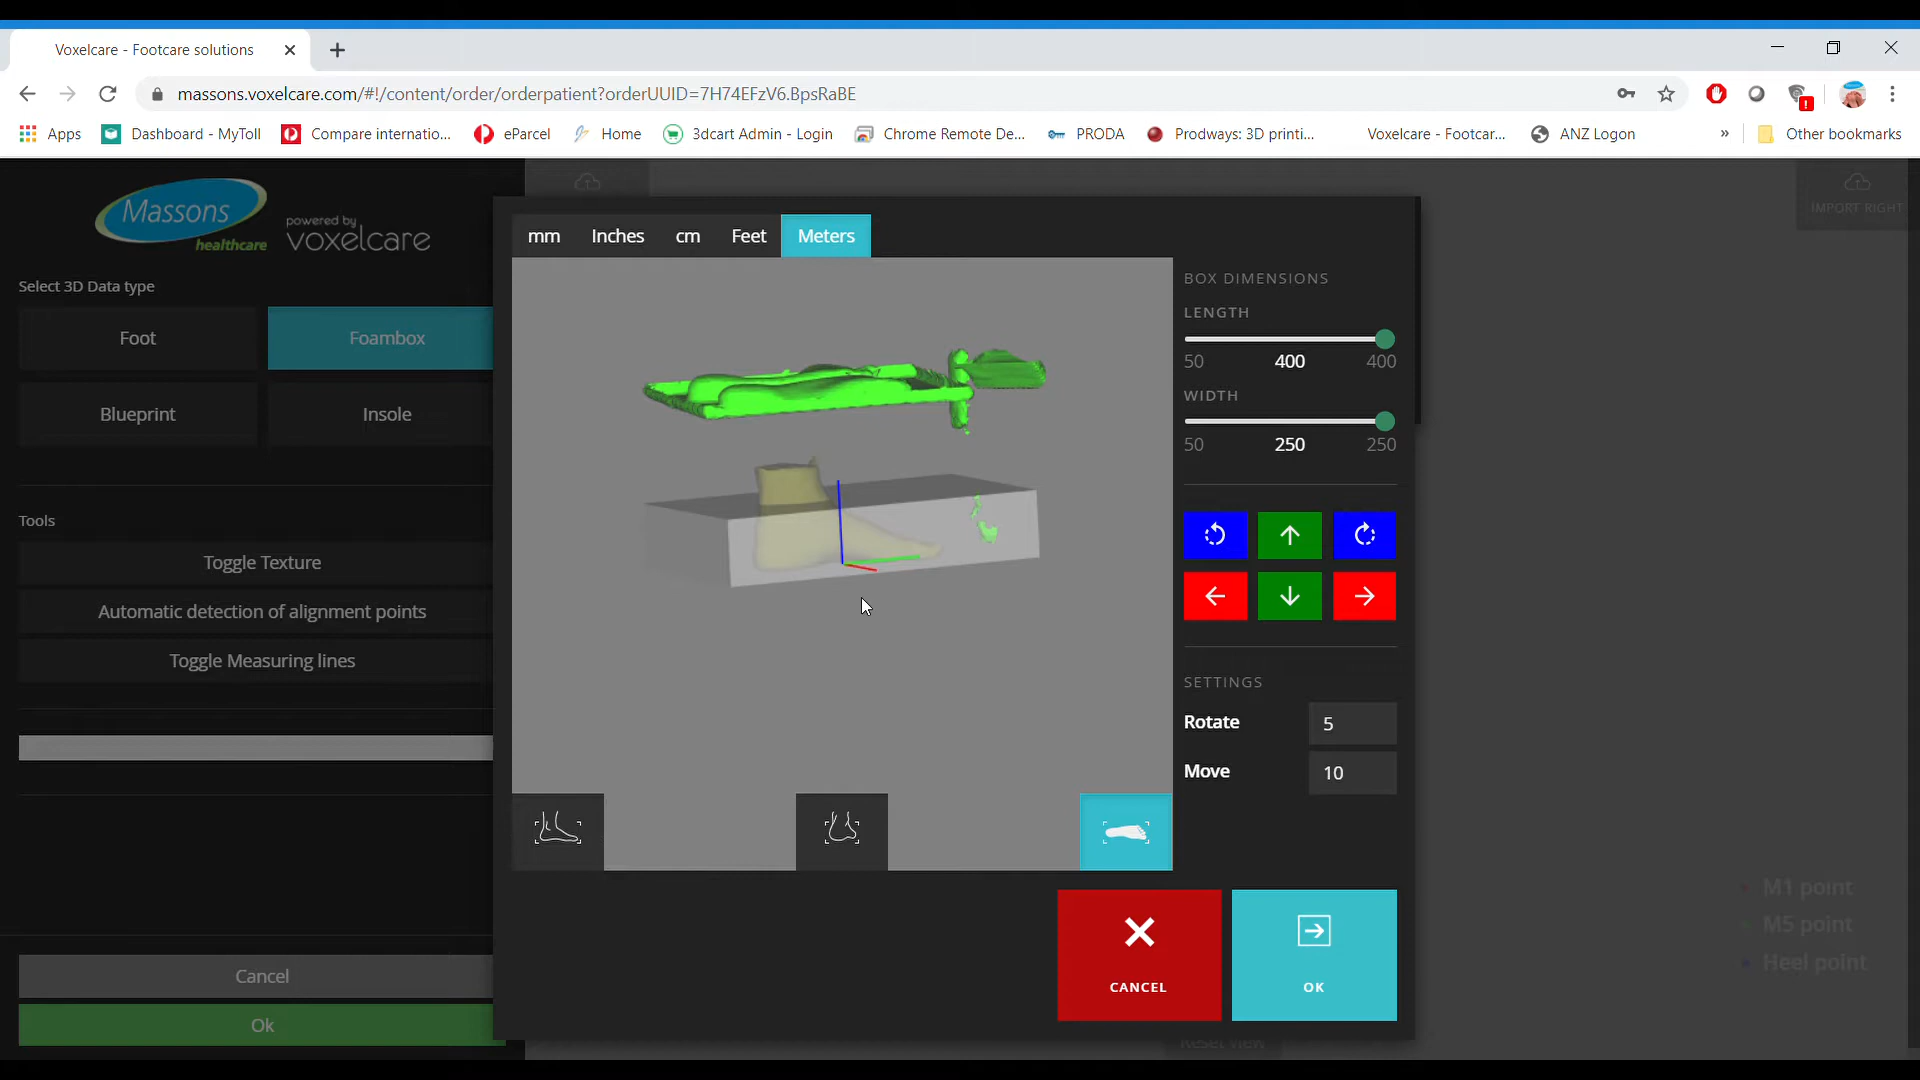 Voxelcare - Footcare solutions
massons.voxelcare.com/#!/content/order/orderpatient?orderUUID=7H74EFzV6.BpsRaBE
Apps
Dashboard - MyToll
Compare internatio...
eParcel
Home
3dcart Admin - Login
Chrome Remote De...
PRODA
Prodways: 3D printi...
Voxelcare - Footcar...
ANZ Logon
»
Other bookmarks
Massons
healthcare
powered by
voxelcare
IMPORT RIGHT
mm
Inches
cm
Feet
Meters
Select 3D Data type
Foot
Foambox
Blueprint
Insole
Tools
Toggle Texture
Automatic detection of alignment points
Toggle Measuring lines
Cancel
Ok
BOX DIMENSIONS
LENGTH
50 400 400
WIDTH
50 250 250
SETTINGS
Rotate 5
Move 10
CANCEL
OK
M1 point
M5 point
Heel point
Reset view